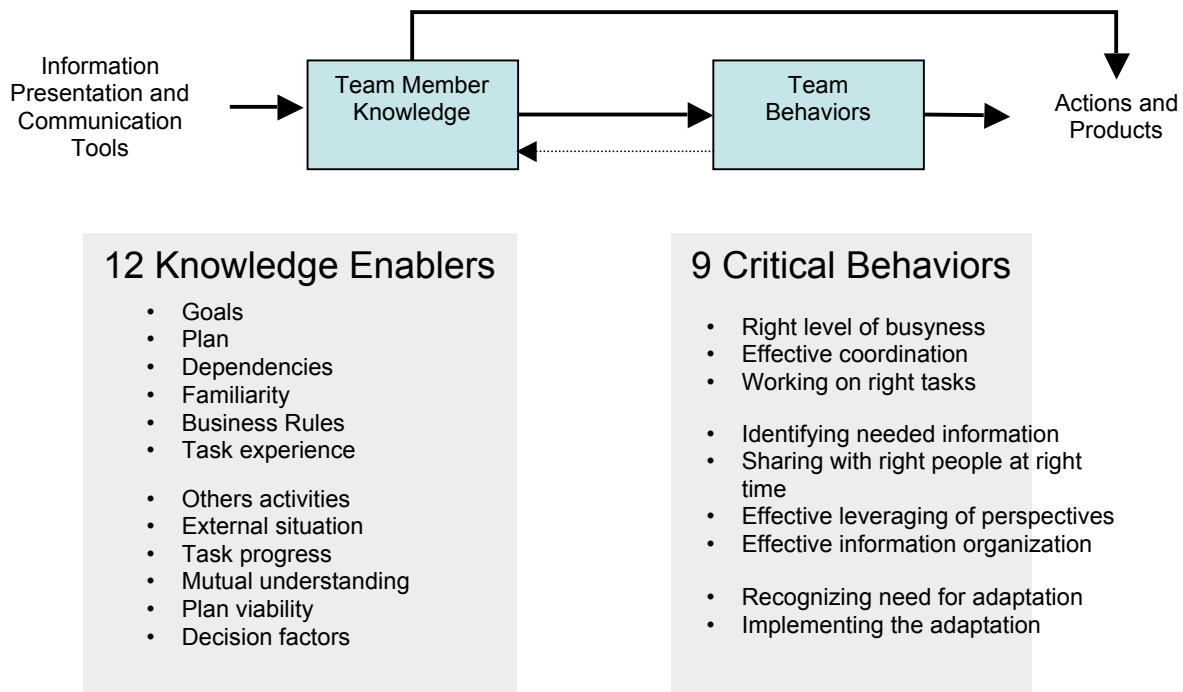 Information
Presentation and
Communication
Tools
Team Member
Knowledge
Team
Behaviors
Actions and
Products
12 Knowledge Enablers
• Goals
• Plan
• Dependencies
• Familiarity
• Business Rules
• Task experience
• Others activities
• External situation
• Task progress
• Mutual understanding
• Plan viability
• Decision factors
9 Critical Behaviors
• Right level of busyness
• Effective coordination
• Working on right tasks
• Identifying needed information
• Sharing with right people at right
time
• Effective leveraging of perspectives
• Effective information organization
• Recognizing need for adaptation
• Implementing the adaptation